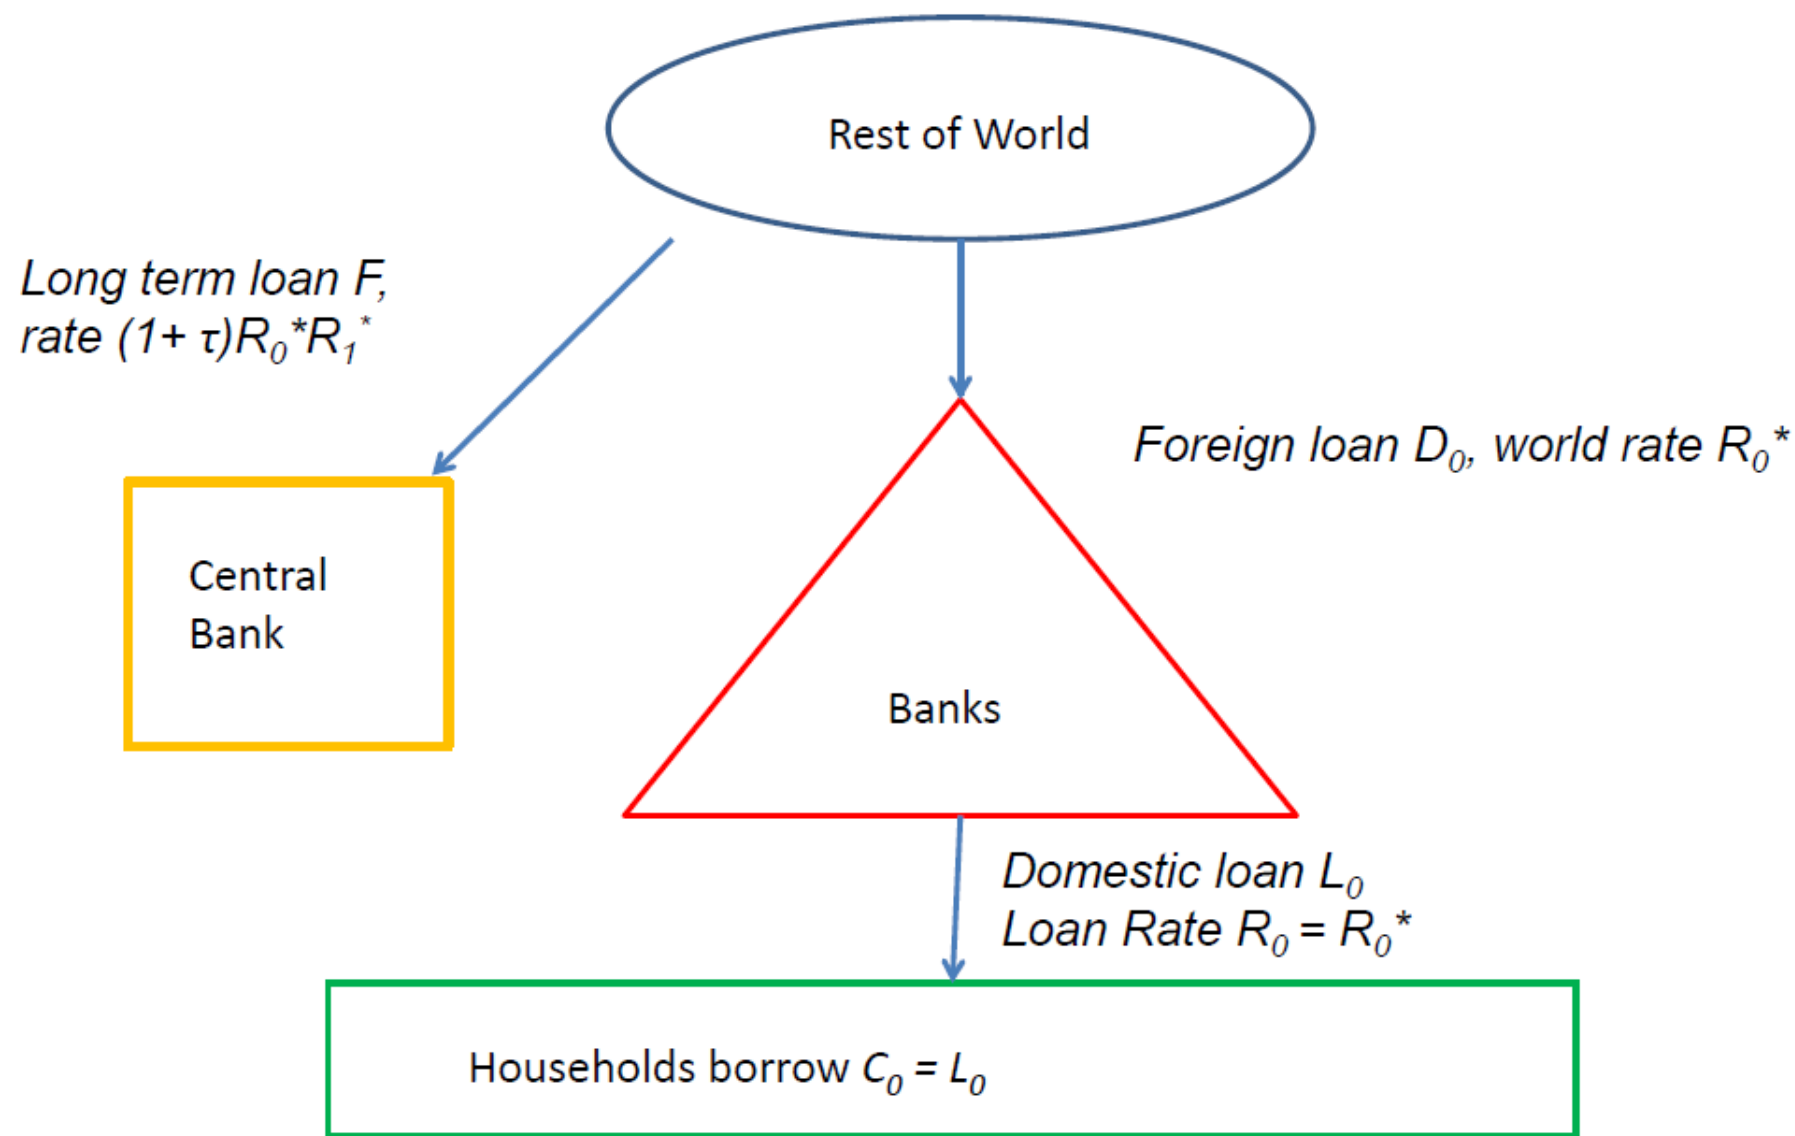 Rest of World
Long term loan F,
rate (1+ τ)R₀*R₁*
Foreign loan D₀, world rate R₀*
Central
Bank
Banks
Domestic loan L₀
Loan Rate R₀ = R₀*
Households borrow C₀ = L₀